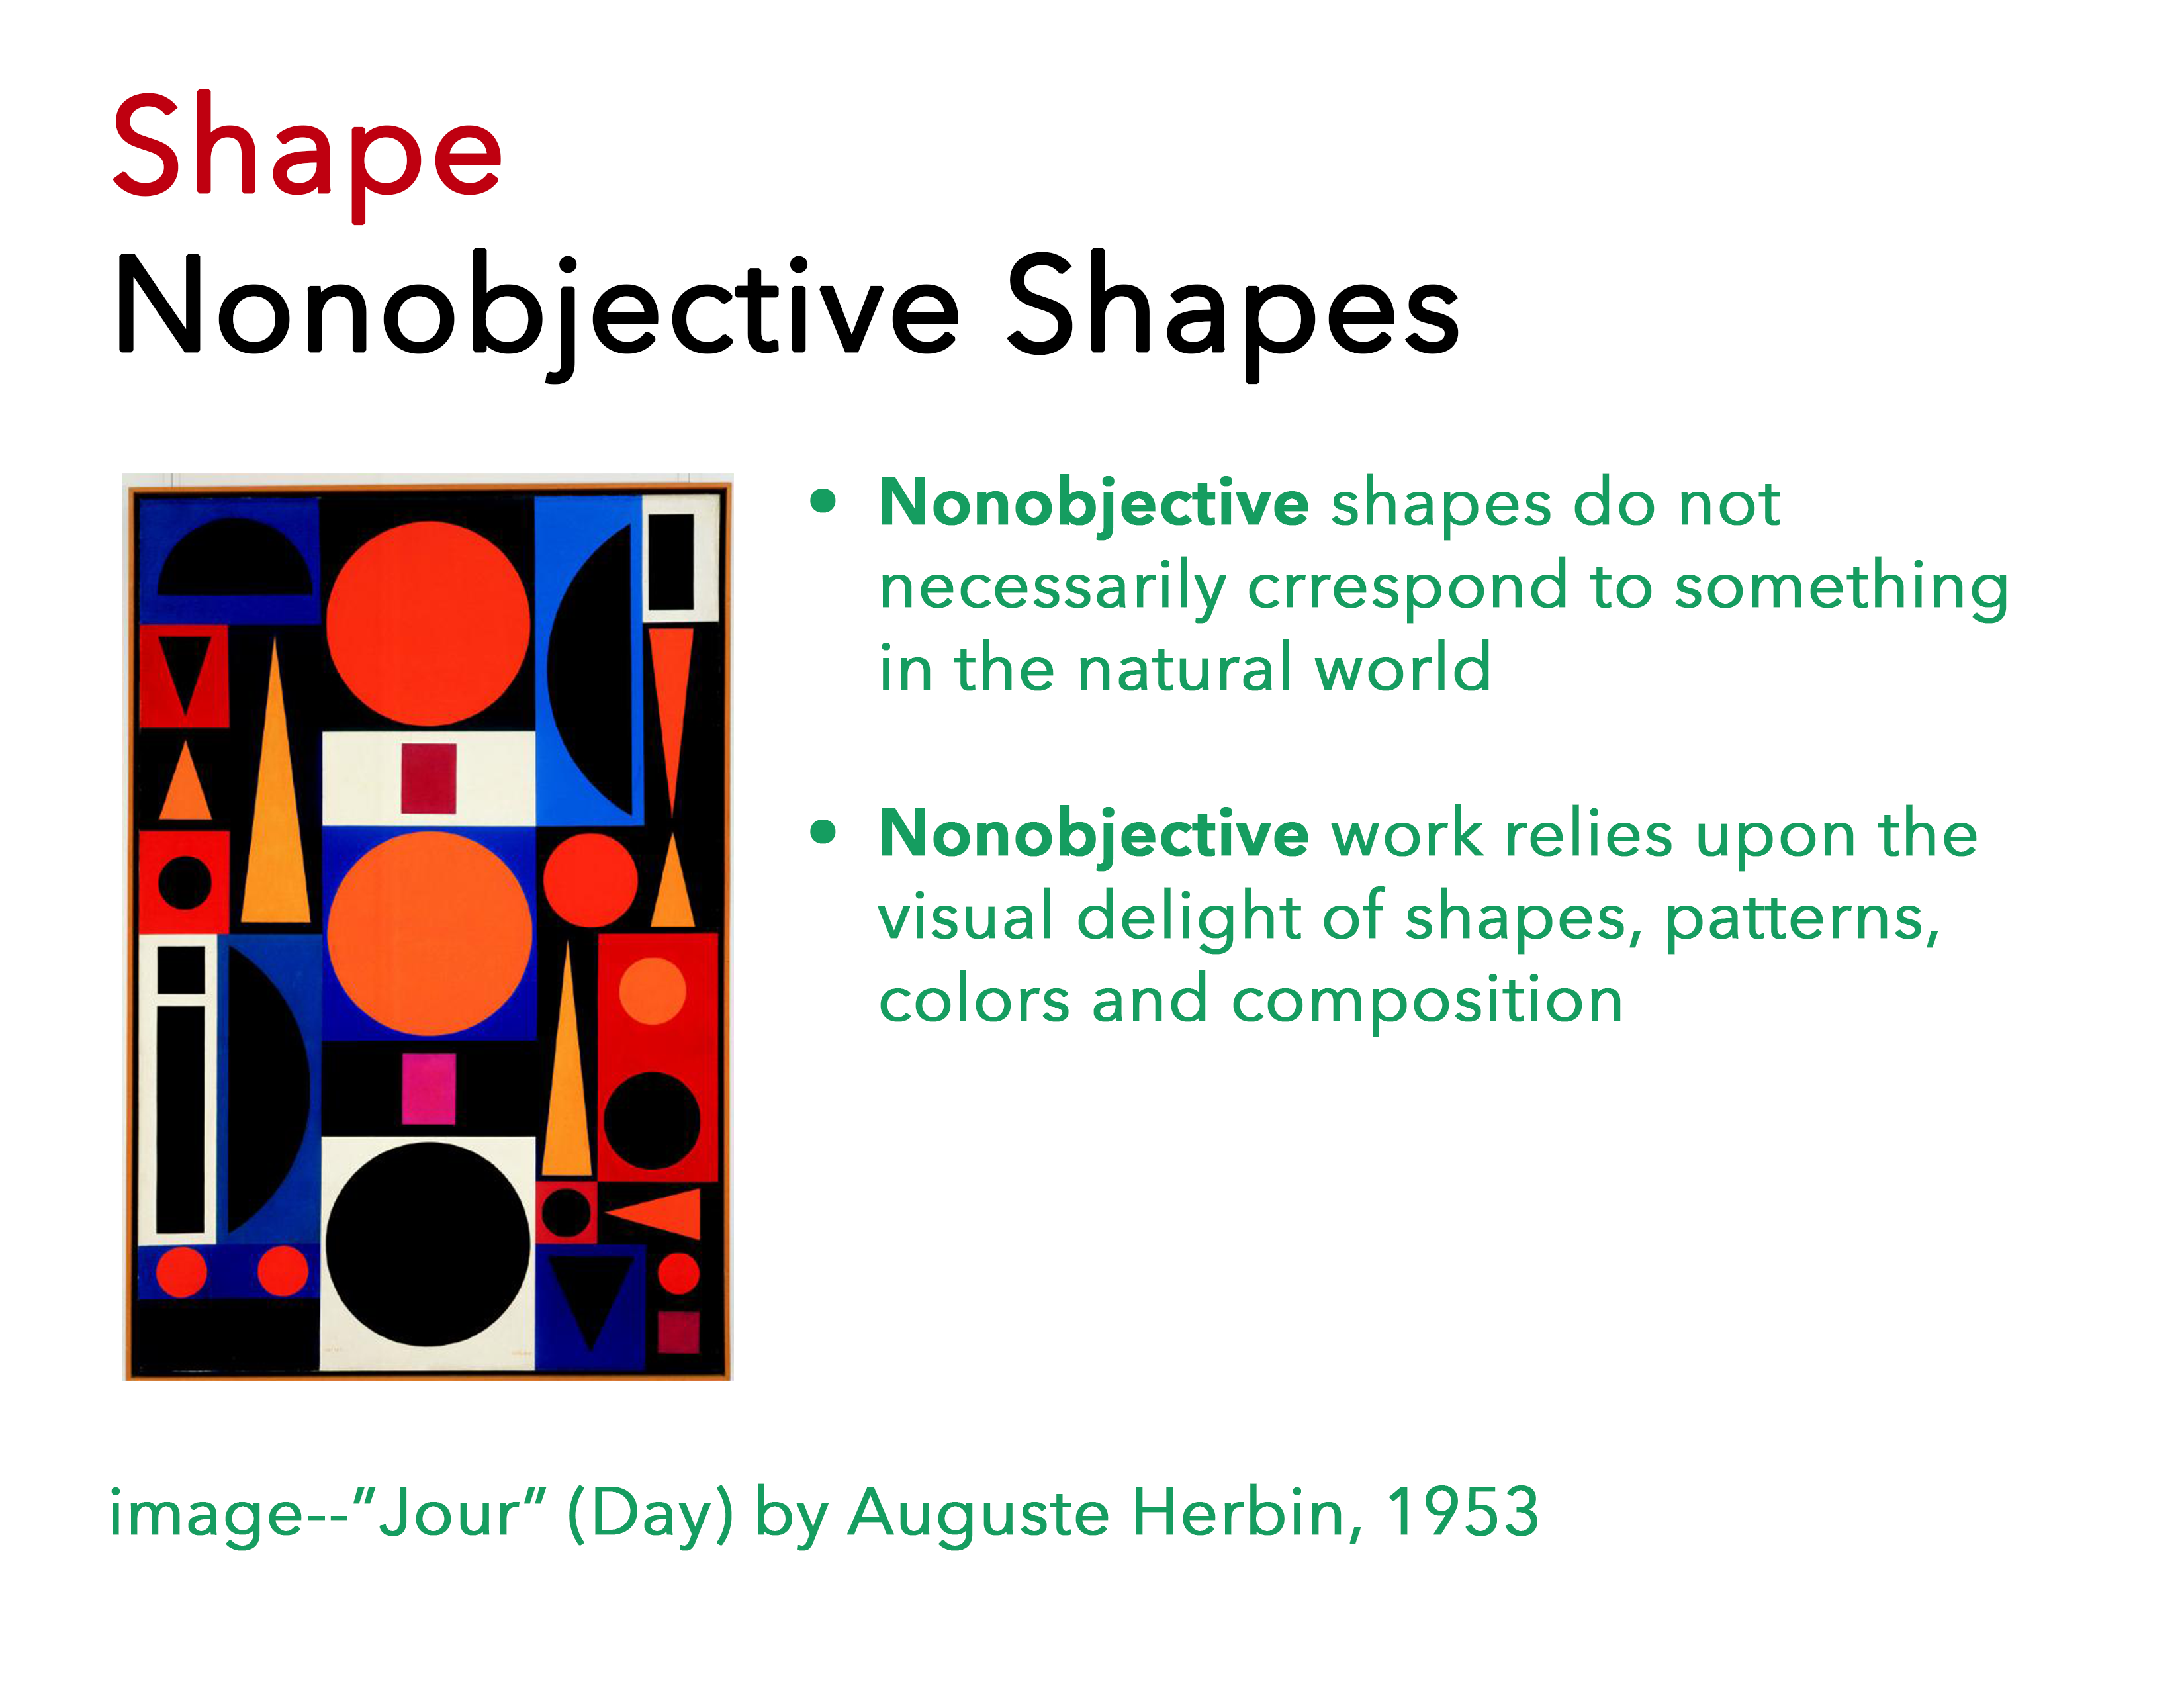 Shape
Nonobjective Shapes
• Nonobjective shapes do not
necessarily crrespond to something
in the natural world
• Nonobjective work relies upon the
visual delight of shapes, patterns,
colors and composition
image--"Jour" (Day) by Auguste Herbin, 1953